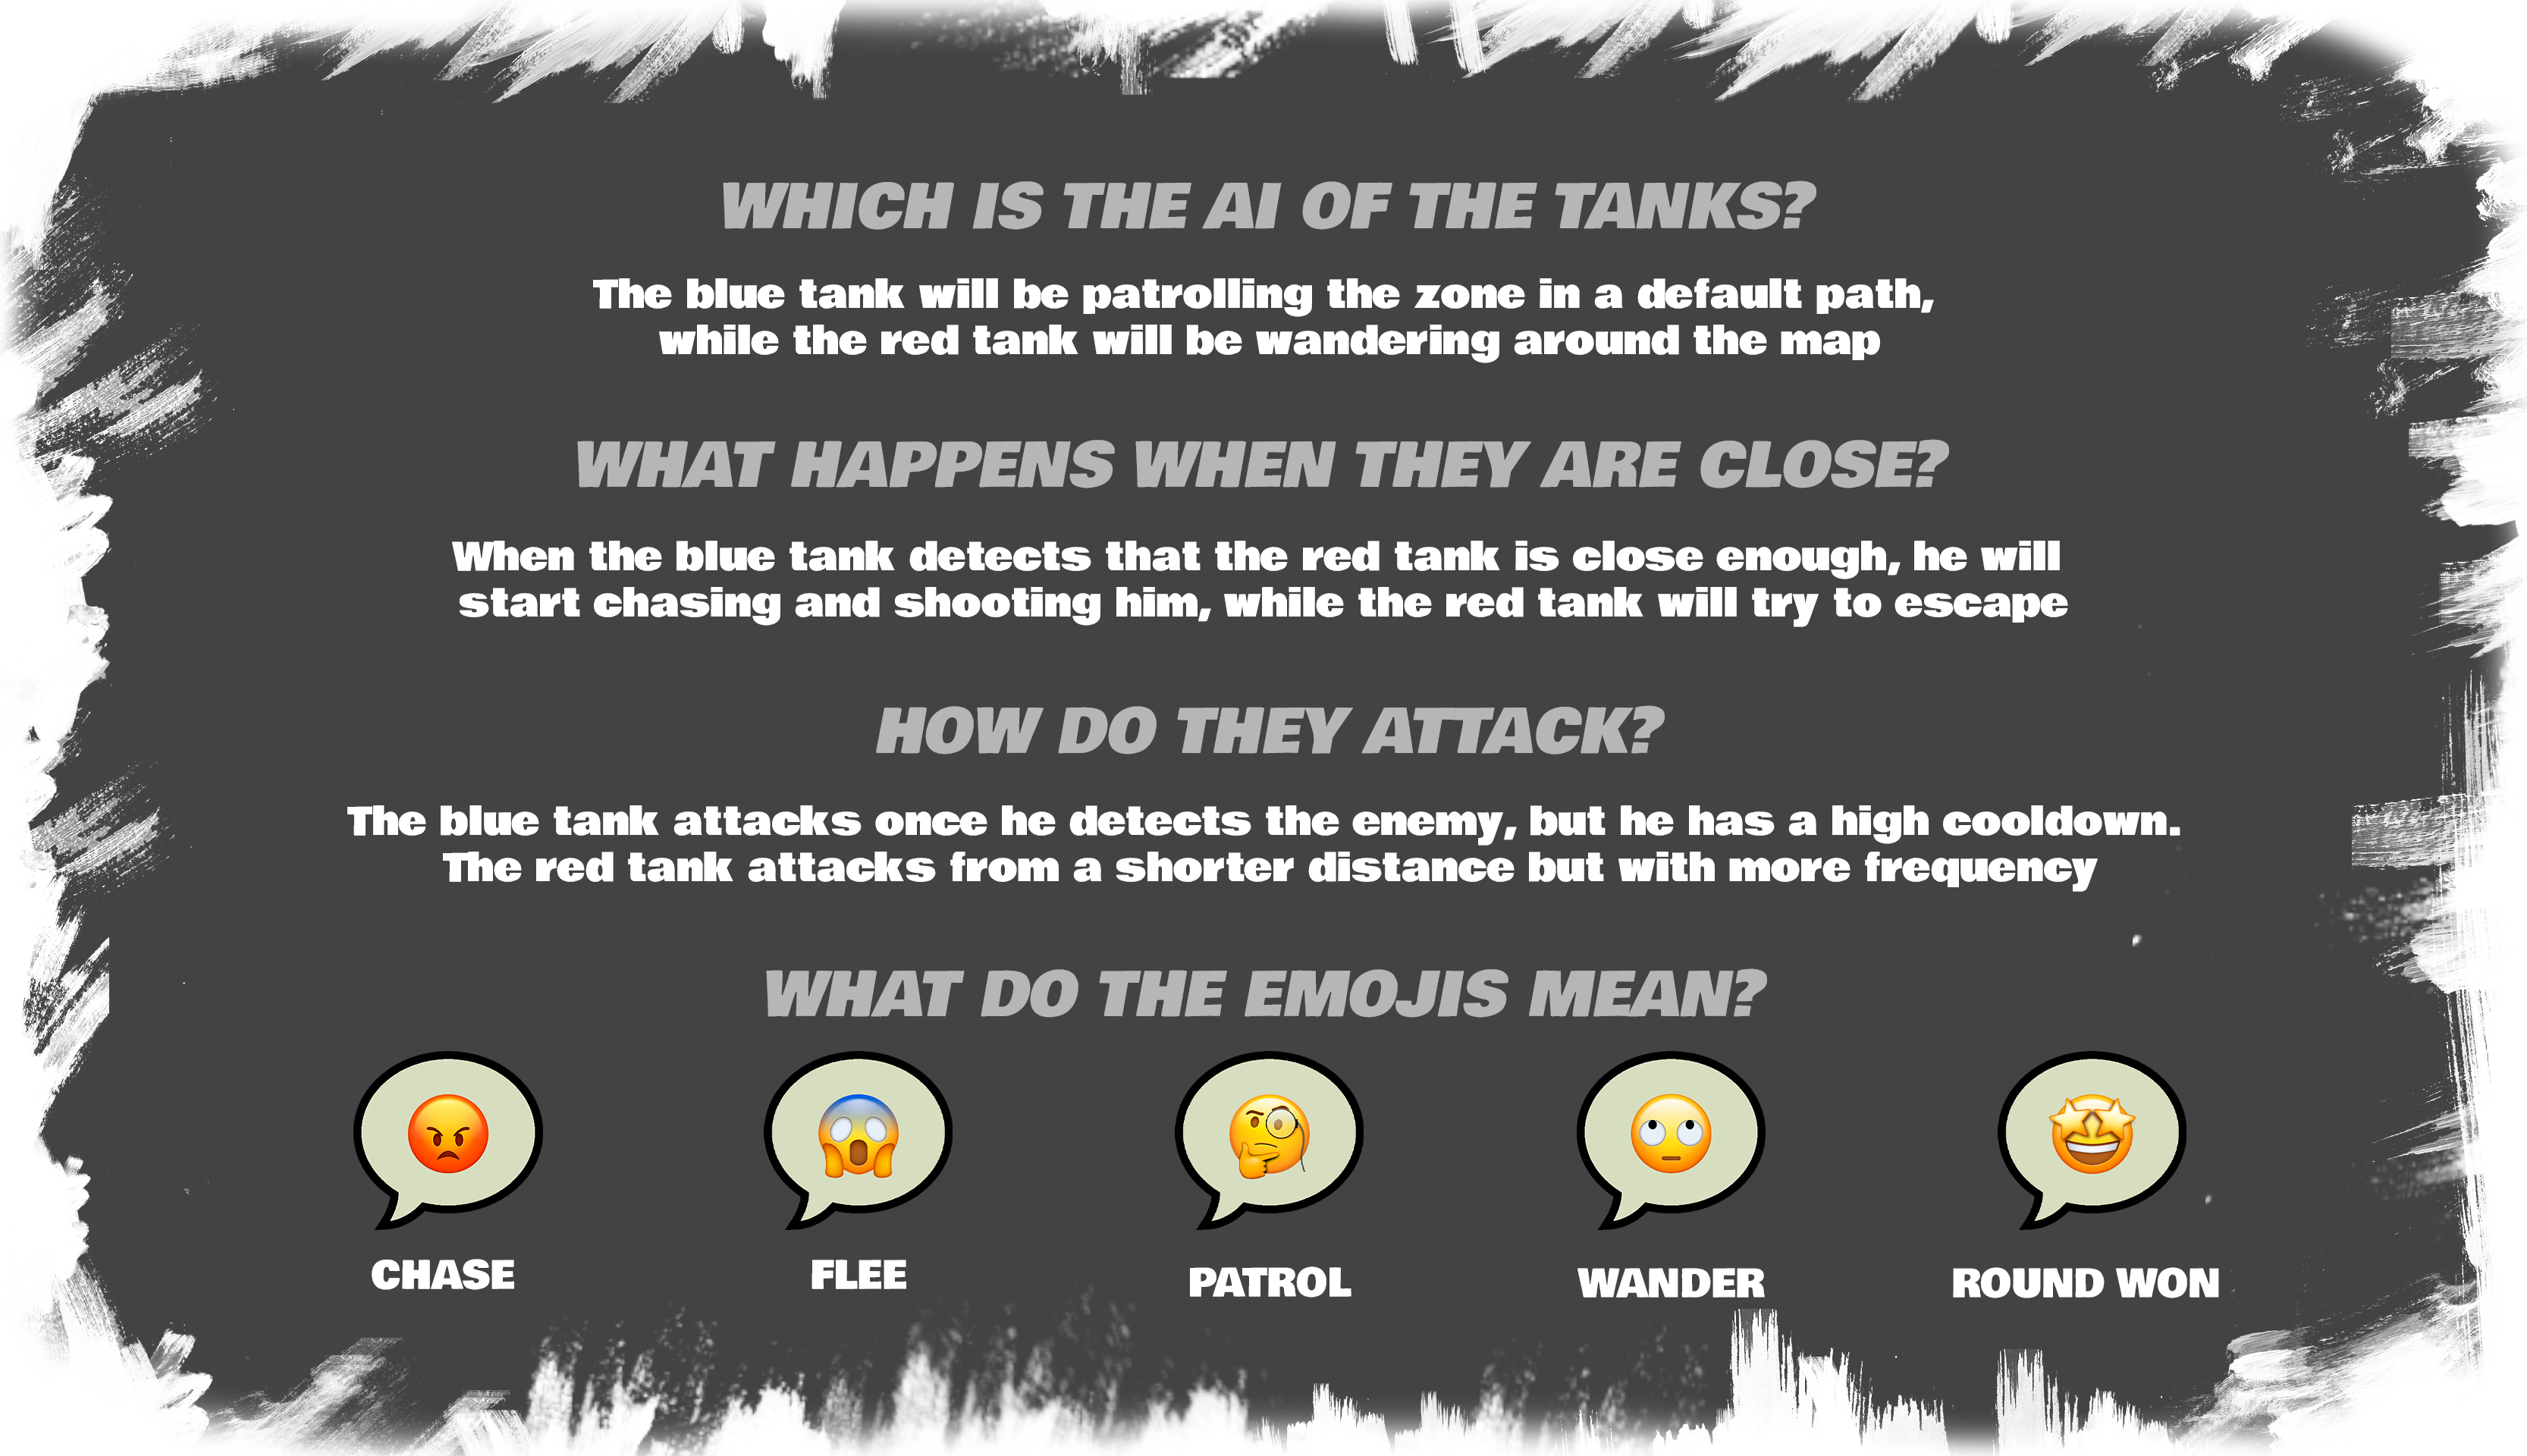 WHICH IS THE AI OF THE TANKS?
The blue tank will be patrolling the zone in a default path,
while the red tank will be wandering around the map
WHAT HAPPENS WHEN THEY ARE CLOSE?
When the blue tank detects that the red tank is close enough, he will
start chasing and shooting him, while the red tank will try to escape
HOW DO THEY ATTACK?
The blue tank attacks once he detects the enemy, but he has a high cooldown.
The red tank attacks from a shorter distance but with more frequency
WHAT DO THE EMOJIS MEAN?
CHASE
FLEE
PATROL
WANDER
ROUND WON